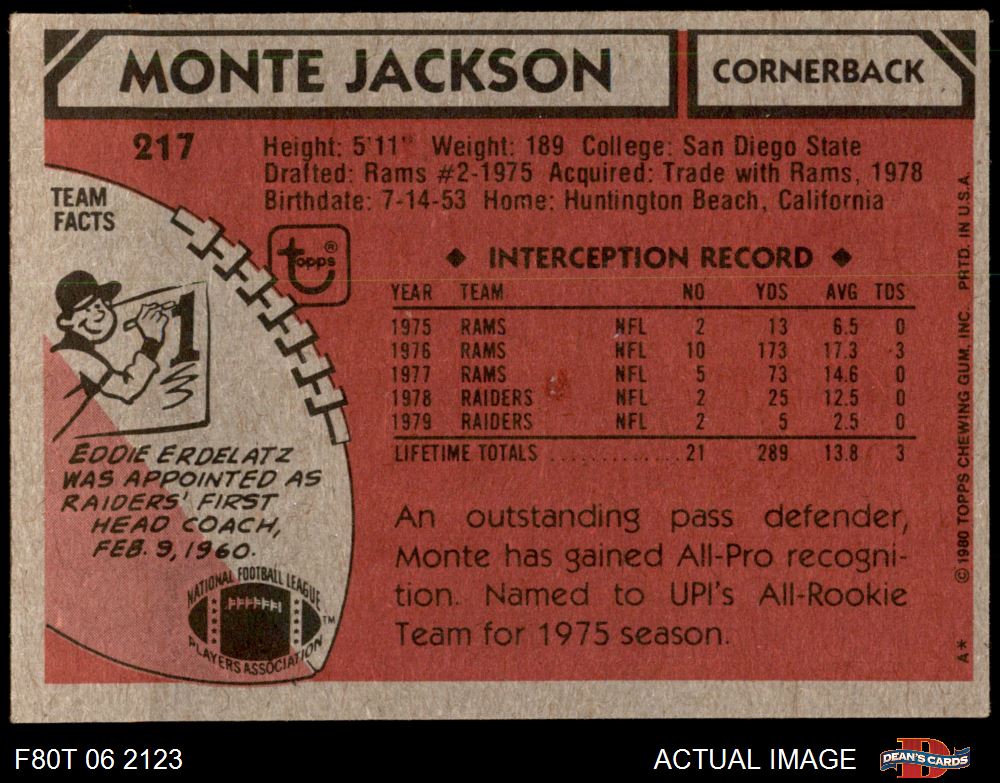 MONTE JACKSON
CORNERBACK
217
Height: 5'11" Weight: 189 College: San Diego State
Drafted: Rams #2-1975 Acquired: Trade with Rams, 1978
Birthdate: 7-14-53 Home: Huntington Beach, California
TEAM
FACTS
topps®
1
EDDIE ERDELATZ
WAS APPOINTED AS
RAIDERS' FIRST
HEAD COACH,
FEB. 9, 1960.
NATIONAL FOOTBALL LEAGUE
PLAYERS ASSOCIATION
TM
◆ INTERCEPTION RECORD ◆
YEAR TEAM NO YDS AVG TDS
1975 RAMS NFL 2 13 6.5 0
1976 RAMS NFL 10 173 17.3 3
1977 RAMS NFL 5 73 14.6 0
1978 RAIDERS NFL 2 25 12.5 0
1979 RAIDERS NFL 2 5 2.5 0
LIFETIME TOTALS ............ 21 289 13.8 3
An outstanding pass defender,
Monte has gained All-Pro recogni-
tion. Named to UPI's All-Rookie
Team for 1975 season.
© 1980 TOPPS CHEWING GUM, INC. PRTD. IN U.S.A.
A*
F80T 06 2123
ACTUAL IMAGE
D
DEAN'S CARDS